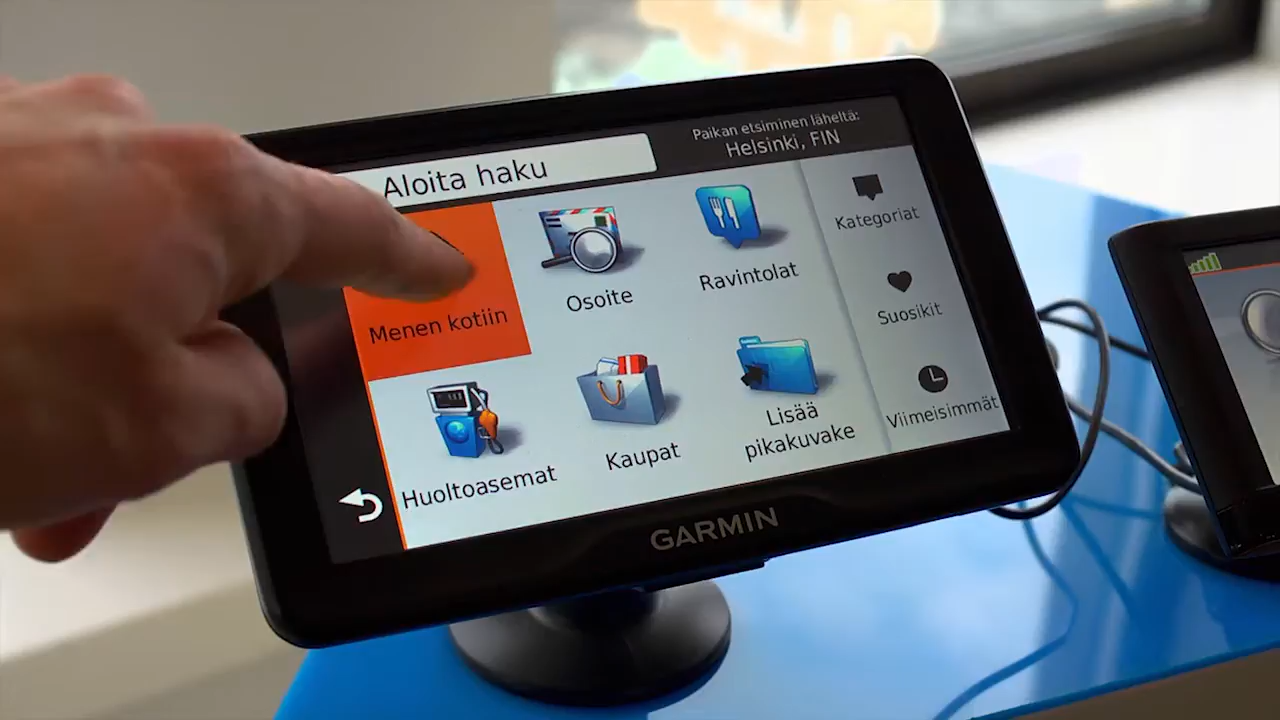 Aloita haku
Paikan etsiminen läheltä:
Helsinki, FIN
Menen kotiin
Osoite
Ravintolat
Huoltoasemat
Kaupat
Lisää
pikakuvake
Kategoriat
Suosikit
Viimeisimmät
GARMIN